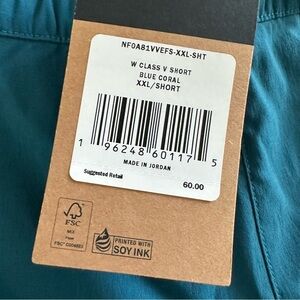 NF0A81VVEFS-XXL-SHT
W CLASS V SHORT
BLUE CORAL
XXL/SHORT
1 96248 60117 5
MADE IN JORDAN
Suggested Retail
60.00
FSC
MIX
Paper
PRINTED WITH
SOY INK